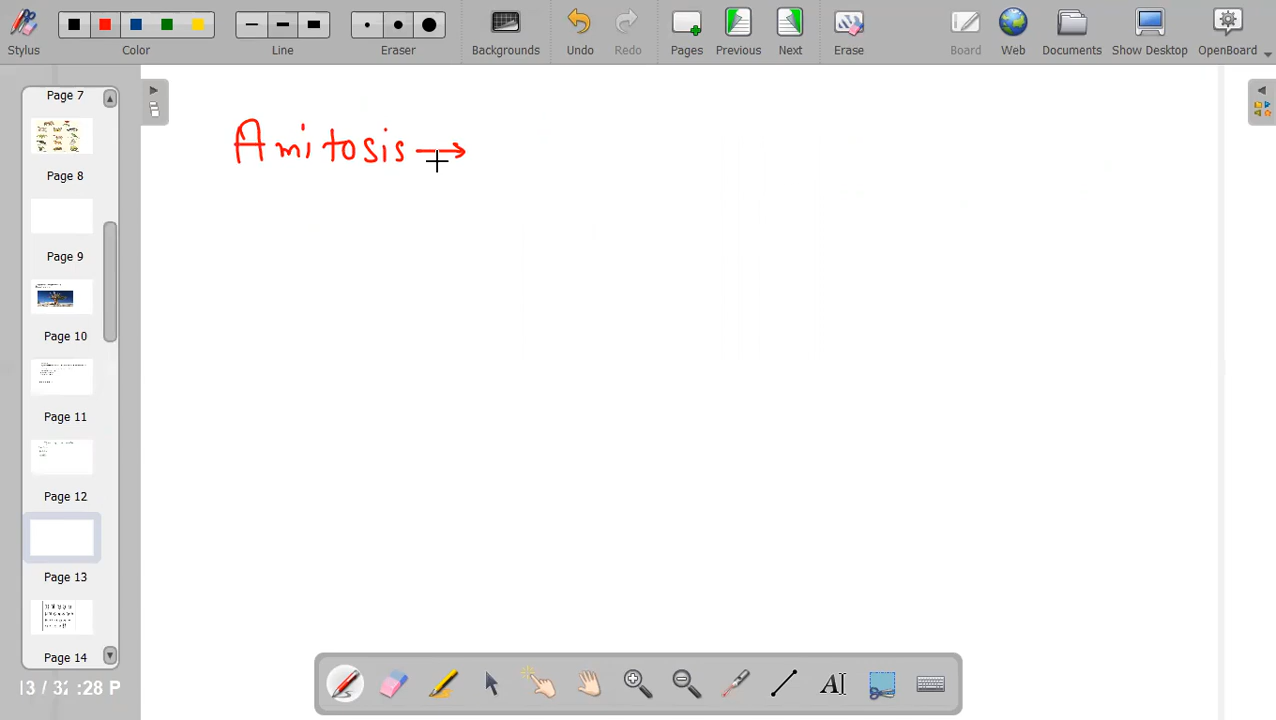 Stylus
Color
Line
Eraser
Backgrounds
Undo
Redo
Pages
Previous
Next
Erase
Board
Web
Documents
Show Desktop
OpenBoard
Page 7
Page 8
Page 9
Page 10
Page 11
Page 12
Page 13
Page 14
Amitosis →